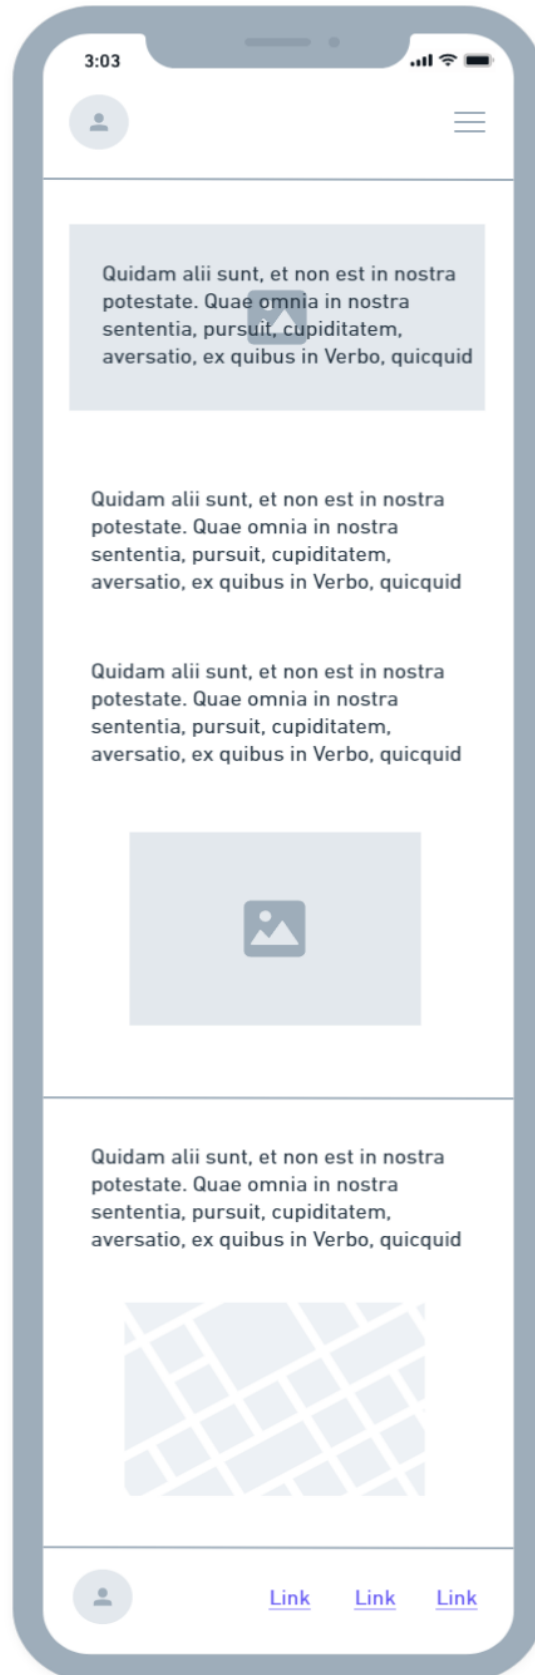 3:03
Quidam alii sunt, et non est in nostra
potestate. Quae omnia in nostra
sententia, pursuit, cupiditatem,
aversatio, ex quibus in Verbo, quicquid
Quidam alii sunt, et non est in nostra
potestate. Quae omnia in nostra
sententia, pursuit, cupiditatem,
aversatio, ex quibus in Verbo, quicquid
Quidam alii sunt, et non est in nostra
potestate. Quae omnia in nostra
sententia, pursuit, cupiditatem,
aversatio, ex quibus in Verbo, quicquid
Quidam alii sunt, et non est in nostra
potestate. Quae omnia in nostra
sententia, pursuit, cupiditatem,
aversatio, ex quibus in Verbo, quicquid
Link Link Link